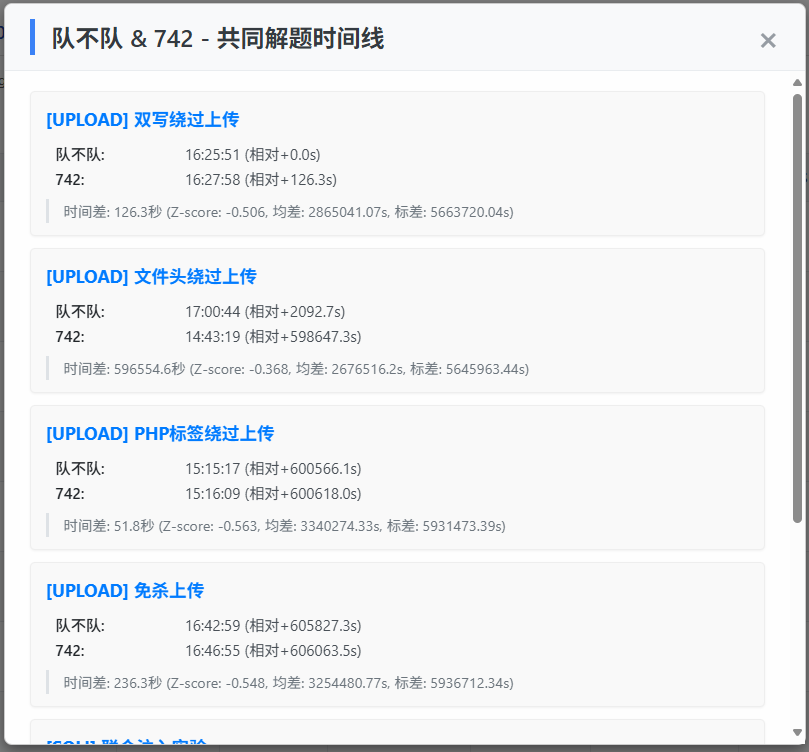 队不队 & 742 - 共同解题时间线
[UPLOAD] 双写绕过上传
队不队: 16:25:51 (相对+0.0s)
742: 16:27:58 (相对+126.3s)
时间差: 126.3秒 (Z-score: -0.506, 均差: 2865041.07s, 标差: 5663720.04s)
[UPLOAD] 文件头绕过上传
队不队: 17:00:44 (相对+2092.7s)
742: 14:43:19 (相对+598647.3s)
时间差: 596554.6秒 (Z-score: -0.368, 均差: 2676516.2s, 标差: 5645963.44s)
[UPLOAD] PHP标签绕过上传
队不队: 15:15:17 (相对+600566.1s)
742: 15:16:09 (相对+600618.0s)
时间差: 51.8秒 (Z-score: -0.563, 均差: 3340274.33s, 标差: 5931473.39s)
[UPLOAD] 免杀上传
队不队: 16:42:59 (相对+605827.3s)
742: 16:46:55 (相对+606063.5s)
时间差: 236.3秒 (Z-score: -0.548, 均差: 3254480.77s, 标差: 5936712.34s)